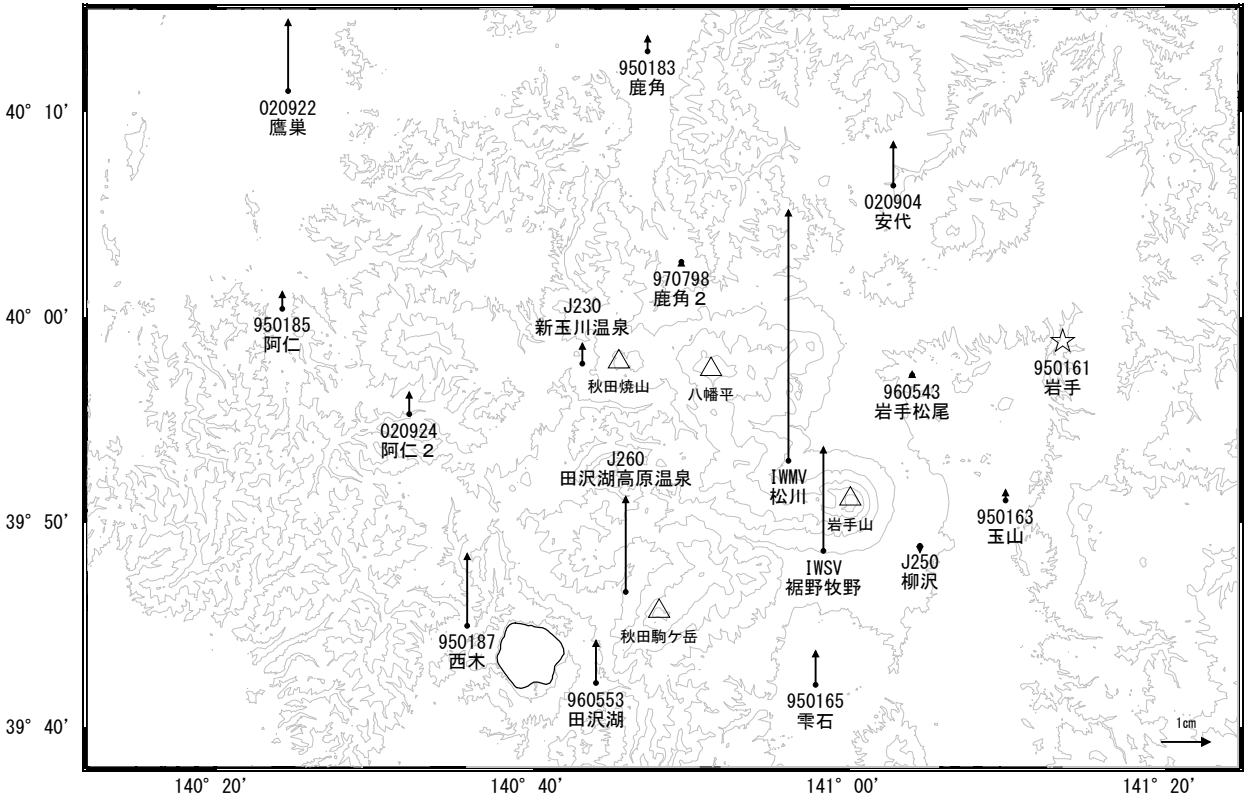 950183
鹿角
40° 10′
020922
鷹巣
020904
安代
970798
鹿角２
J230
新玉川温泉
40° 00′
950185
阿仁
950161
岩手
秋田焼山
八幡平
960543
岩手松尾
020924
阿仁２
J260
田沢湖高原温泉
IWMV
松川
39° 50′
岩手山
950163
玉山
IWSV
裾野牧野
J250
柳沢
秋田駒ケ岳
950187
西木
960553
田沢湖
950165
雫石
39° 40′
1cm
140° 20′
140° 40′
141° 00′
141° 20′